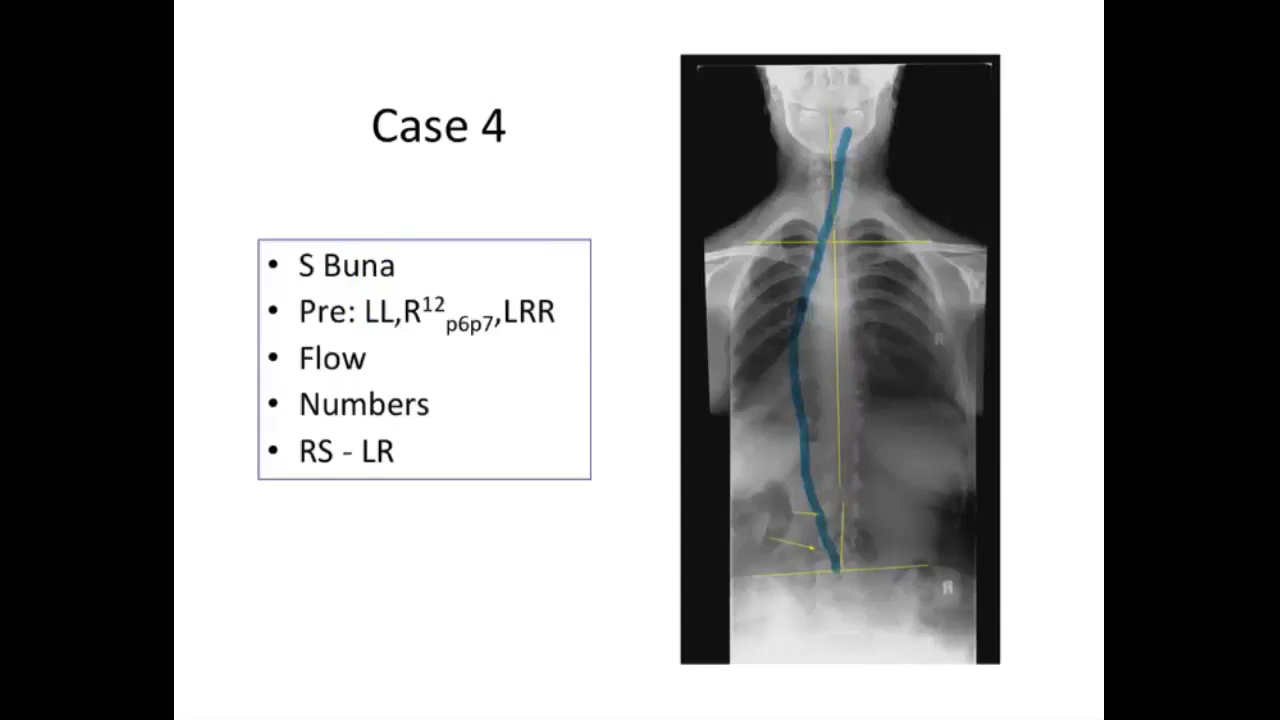 Case 4
• S Buna
• Pre: LL,R¹²ₚ₆ₚ₇,LRR
• Flow
• Numbers
• RS - LR
R